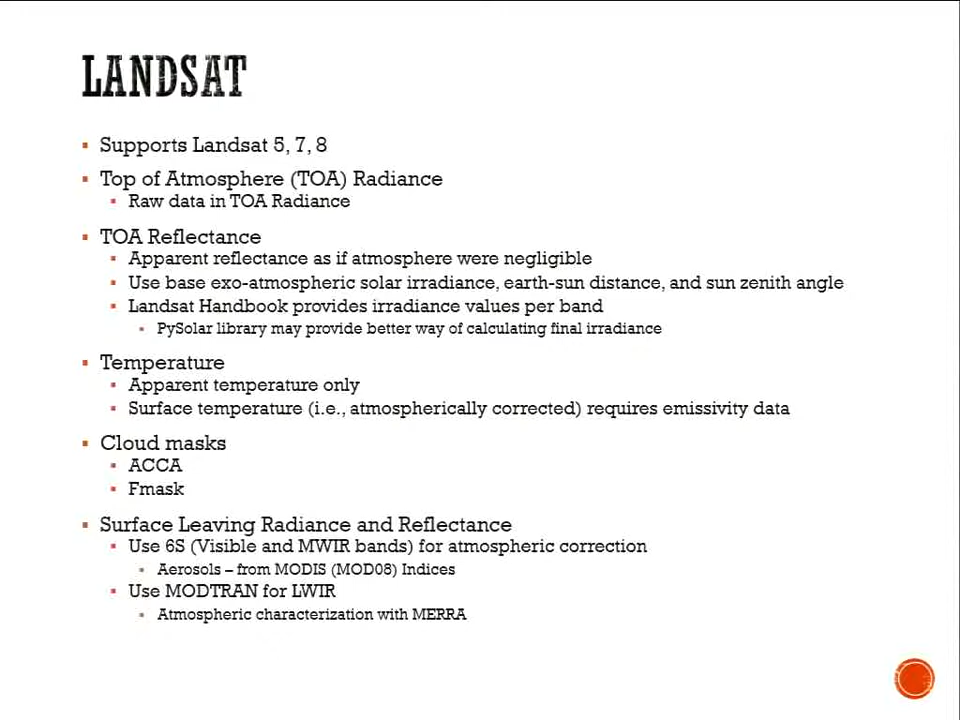 LANDSAT
Supports Landsat 5, 7, 8
Top of Atmosphere (TOA) Radiance
Raw data in TOA Radiance
TOA Reflectance
Apparent reflectance as if atmosphere were negligible
Use base exo-atmospheric solar irradiance, earth-sun distance, and sun zenith angle
Landsat Handbook provides irradiance values per band
PySolar library may provide better way of calculating final irradiance
Temperature
Apparent temperature only
Surface temperature (i.e., atmospherically corrected) requires emissivity data
Cloud masks
ACCA
Fmask
Surface Leaving Radiance and Reflectance
Use 6S (Visible and MWIR bands) for atmospheric correction
Aerosols – from MODIS (MOD08) Indices
Use MODTRAN for LWIR
Atmospheric characterization with MERRA